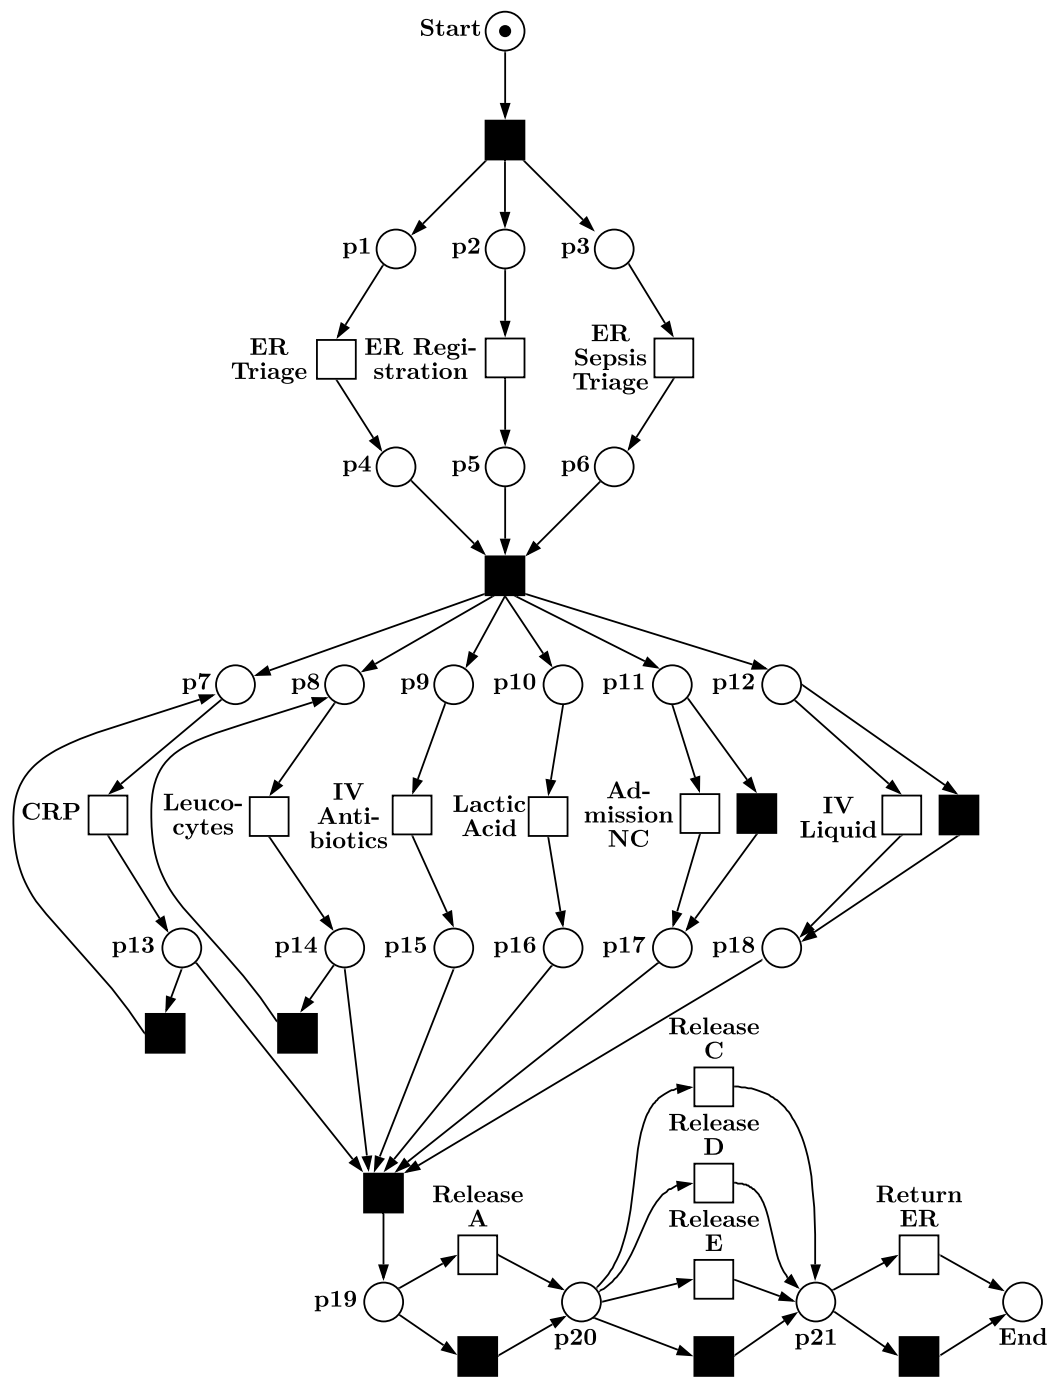 Start
p1
p2
p3
ER
Triage
ER Regi-
stration
ER
Sepsis
Triage
p4
p5
p6
p7
p8
p9
p10
p11
p12
CRP
Leuco-
cytes
IV
Anti-
biotics
Lactic
Acid
Ad-
mission
NC
IV
Liquid
p13
p14
p15
p16
p17
p18
Release
C
Release
D
Release
E
Release
A
Return
ER
p19
p20
p21
End